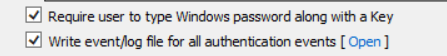 Require user to type Windows password along with a Key
Write event/log file for all authentication events [ Open ]